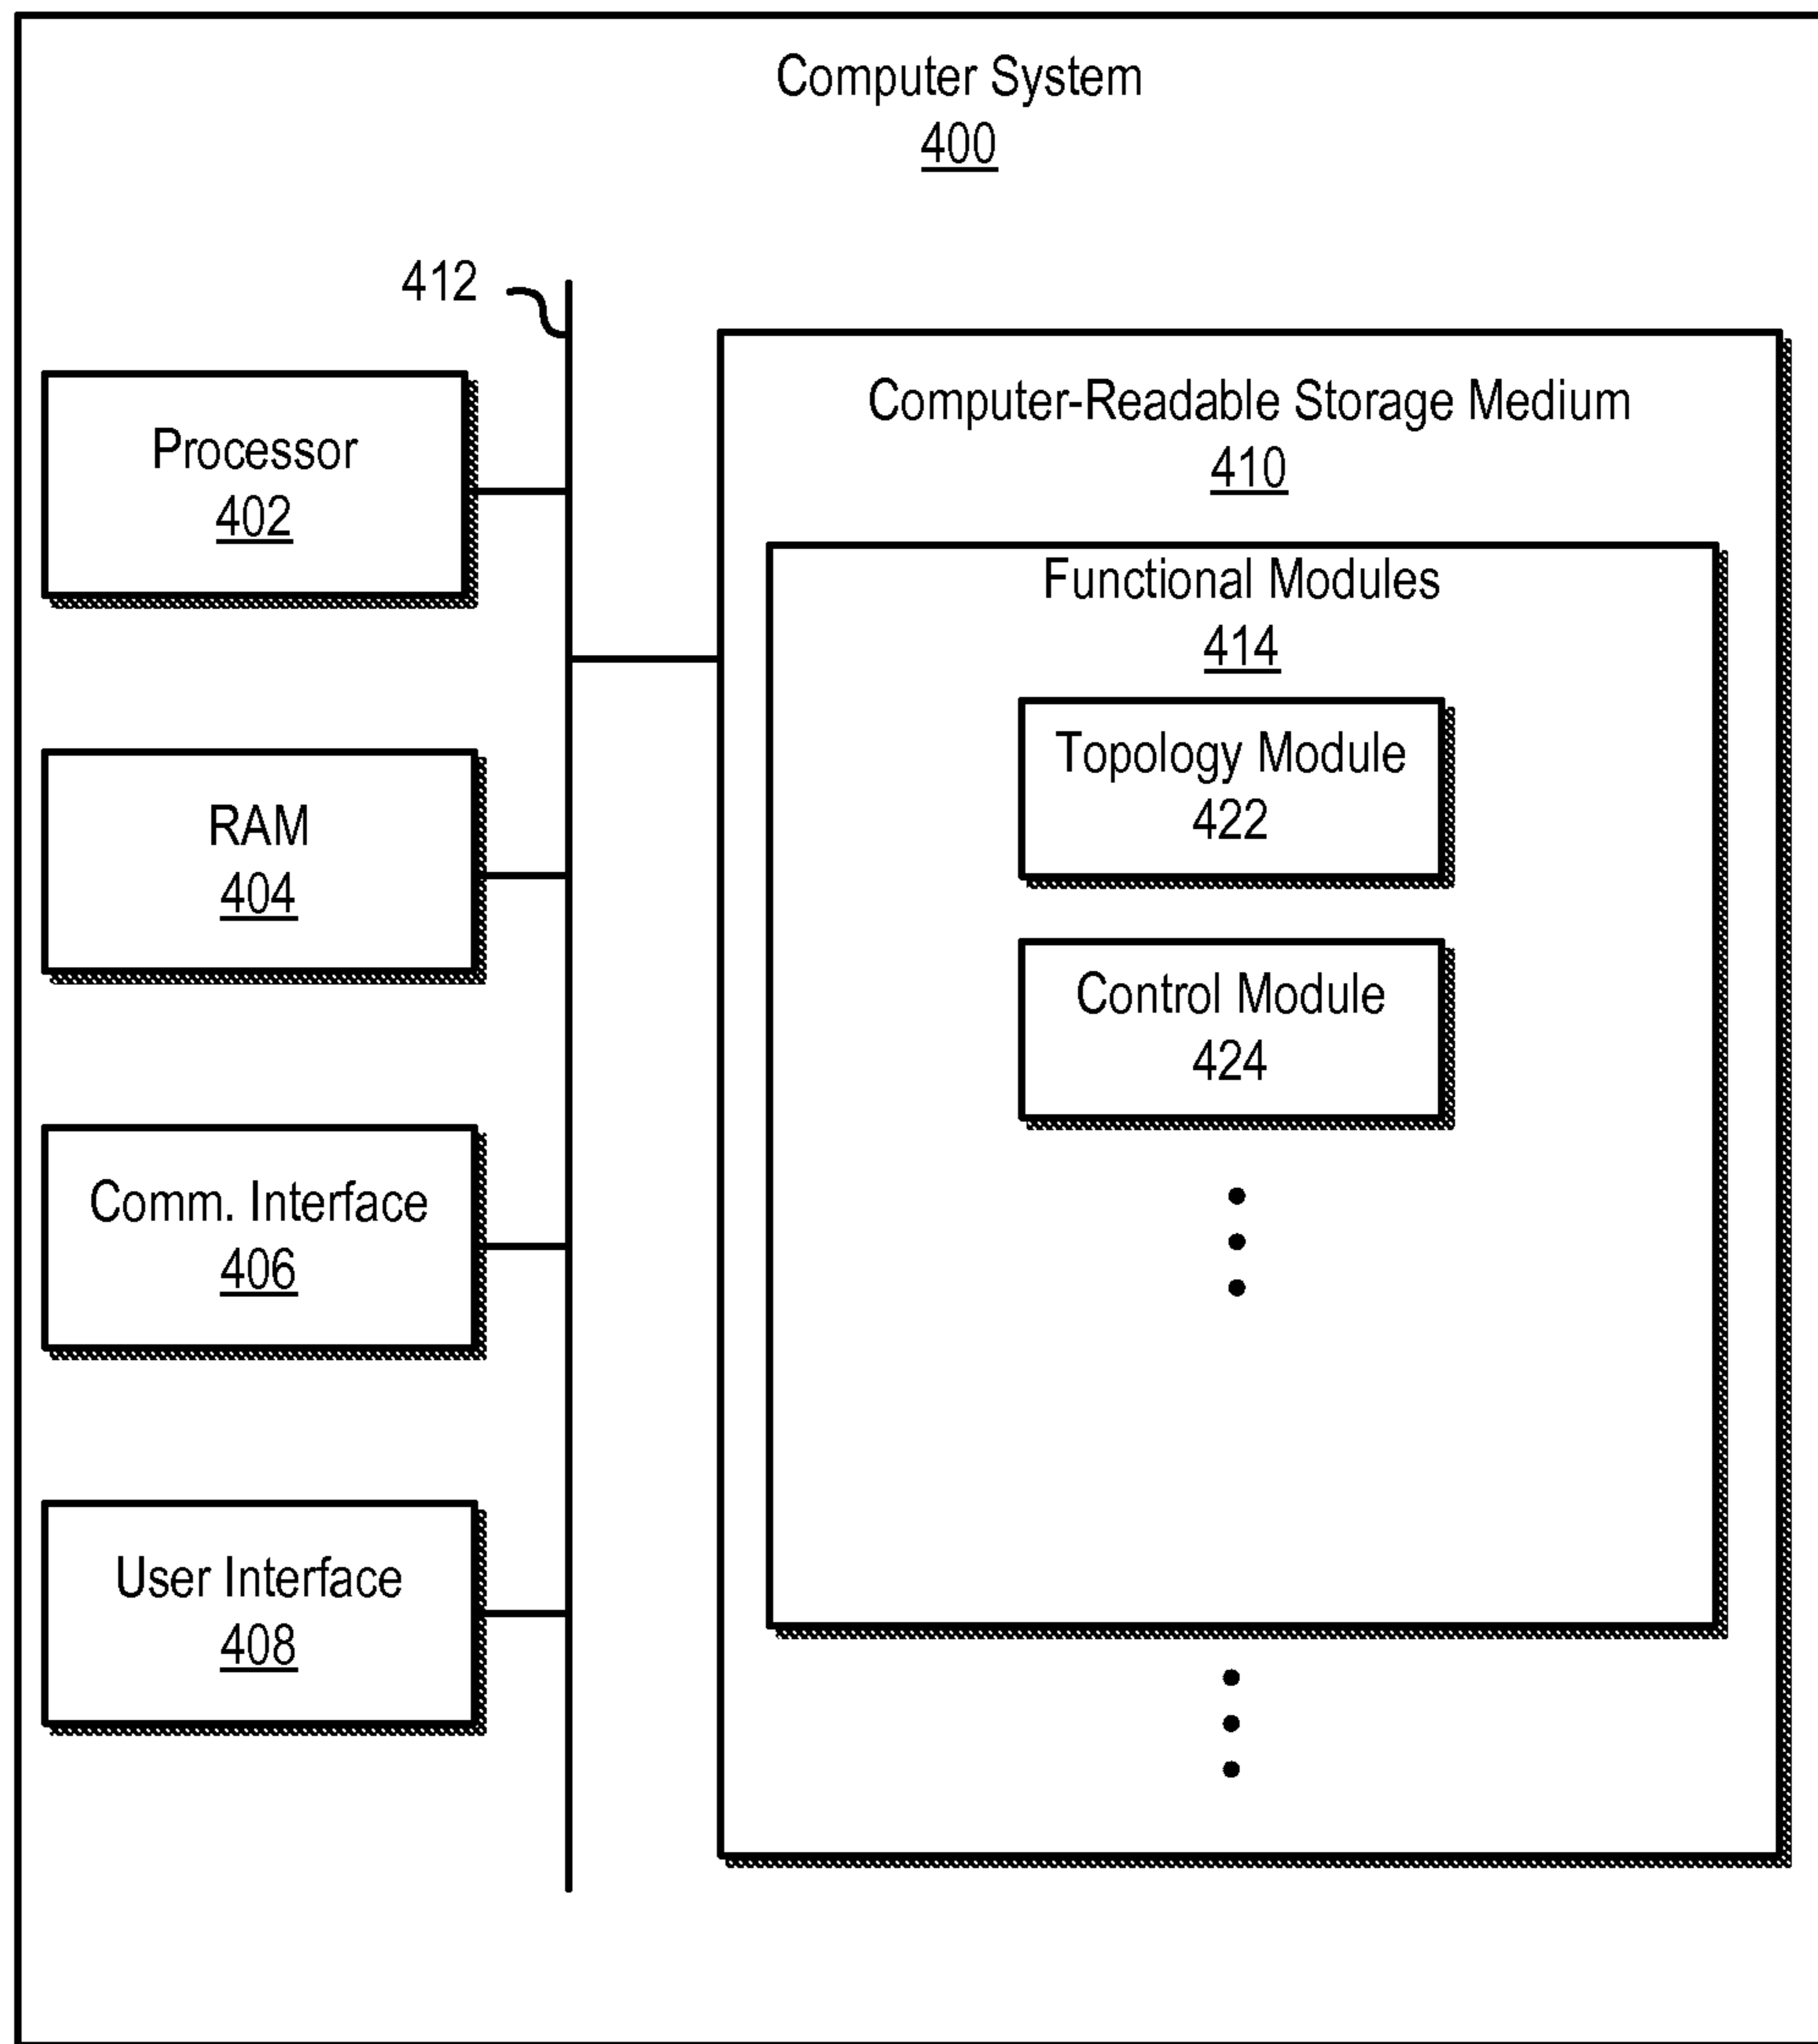 Computer System
400
412
Processor
402
RAM
404
Comm. Interface
406
User Interface
408
Computer-Readable Storage Medium
410
Functional Modules
414
Topology Module
422
Control Module
424